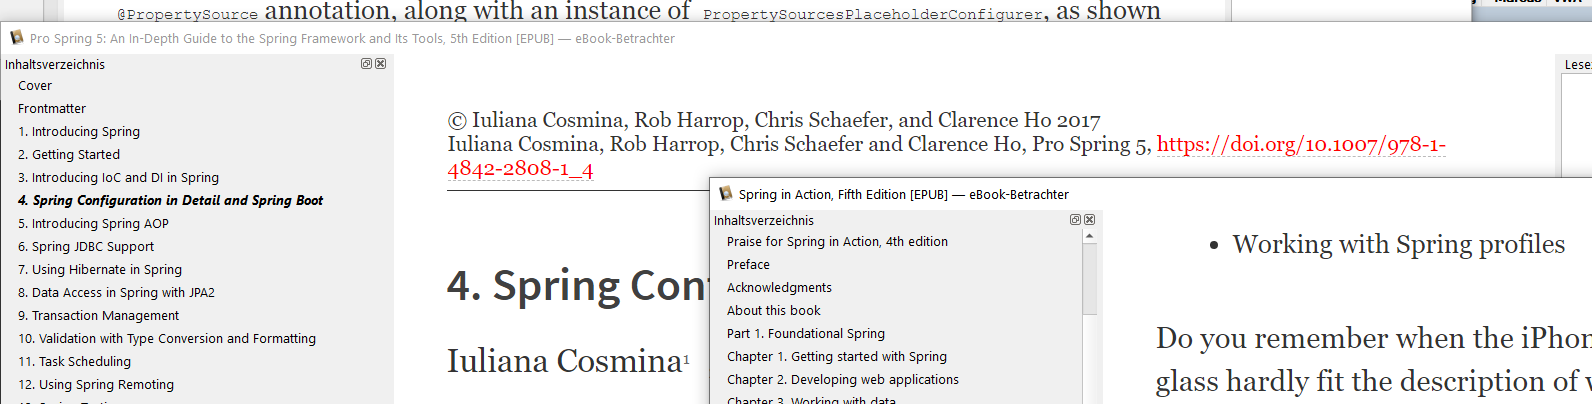 @PropertySource annotation, along with an instance of PropertySourcesPlaceholderConfigurer, as shown
Pro Spring 5: An In-Depth Guide to the Spring Framework and Its Tools, 5th Edition [EPUB] — eBook-Betrachter
Inhaltsverzeichnis
Cover
Frontmatter
1. Introducing Spring
2. Getting Started
3. Introducing IoC and DI in Spring
4. Spring Configuration in Detail and Spring Boot
5. Introducing Spring AOP
6. Spring JDBC Support
7. Using Hibernate in Spring
8. Data Access in Spring with JPA2
9. Transaction Management
10. Validation with Type Conversion and Formatting
11. Task Scheduling
12. Using Spring Remoting
© Iuliana Cosmina, Rob Harrop, Chris Schaefer, and Clarence Ho 2017
Iuliana Cosmina, Rob Harrop, Chris Schaefer and Clarence Ho, Pro Spring 5, https://doi.org/10.1007/978-1-
4842-2808-1_4
4. Spring Con
Iuliana Cosmina1
Lese
Spring in Action, Fifth Edition [EPUB] — eBook-Betrachter
Inhaltsverzeichnis
Praise for Spring in Action, 4th edition
Preface
Acknowledgments
About this book
Part 1. Foundational Spring
Chapter 1. Getting started with Spring
Chapter 2. Developing web applications
Chapter 3. Working with data
• Working with Spring profiles
Do you remember when the iPhon
glass hardly fit the description of